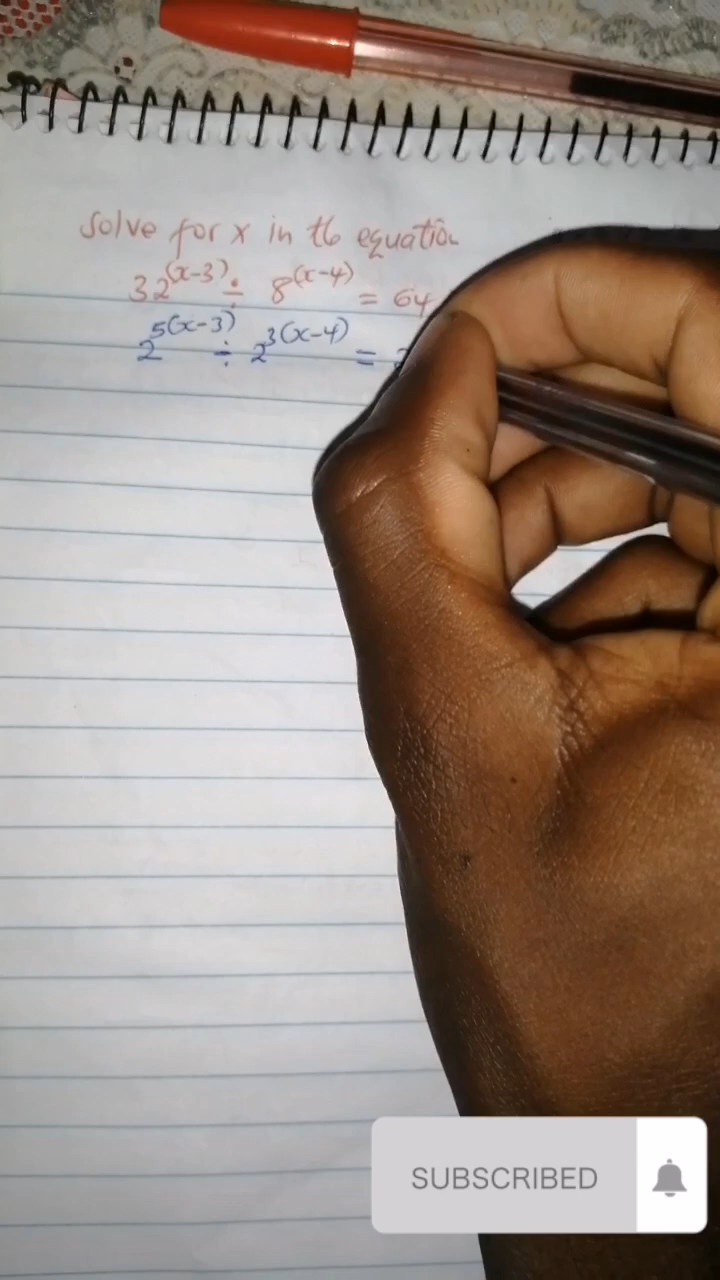 Solve for x in the equation
32^(x-3) ÷ 8^(x-4) = 64
2^5(x-3) ÷ 2^3(x-4) =
SUBSCRIBED